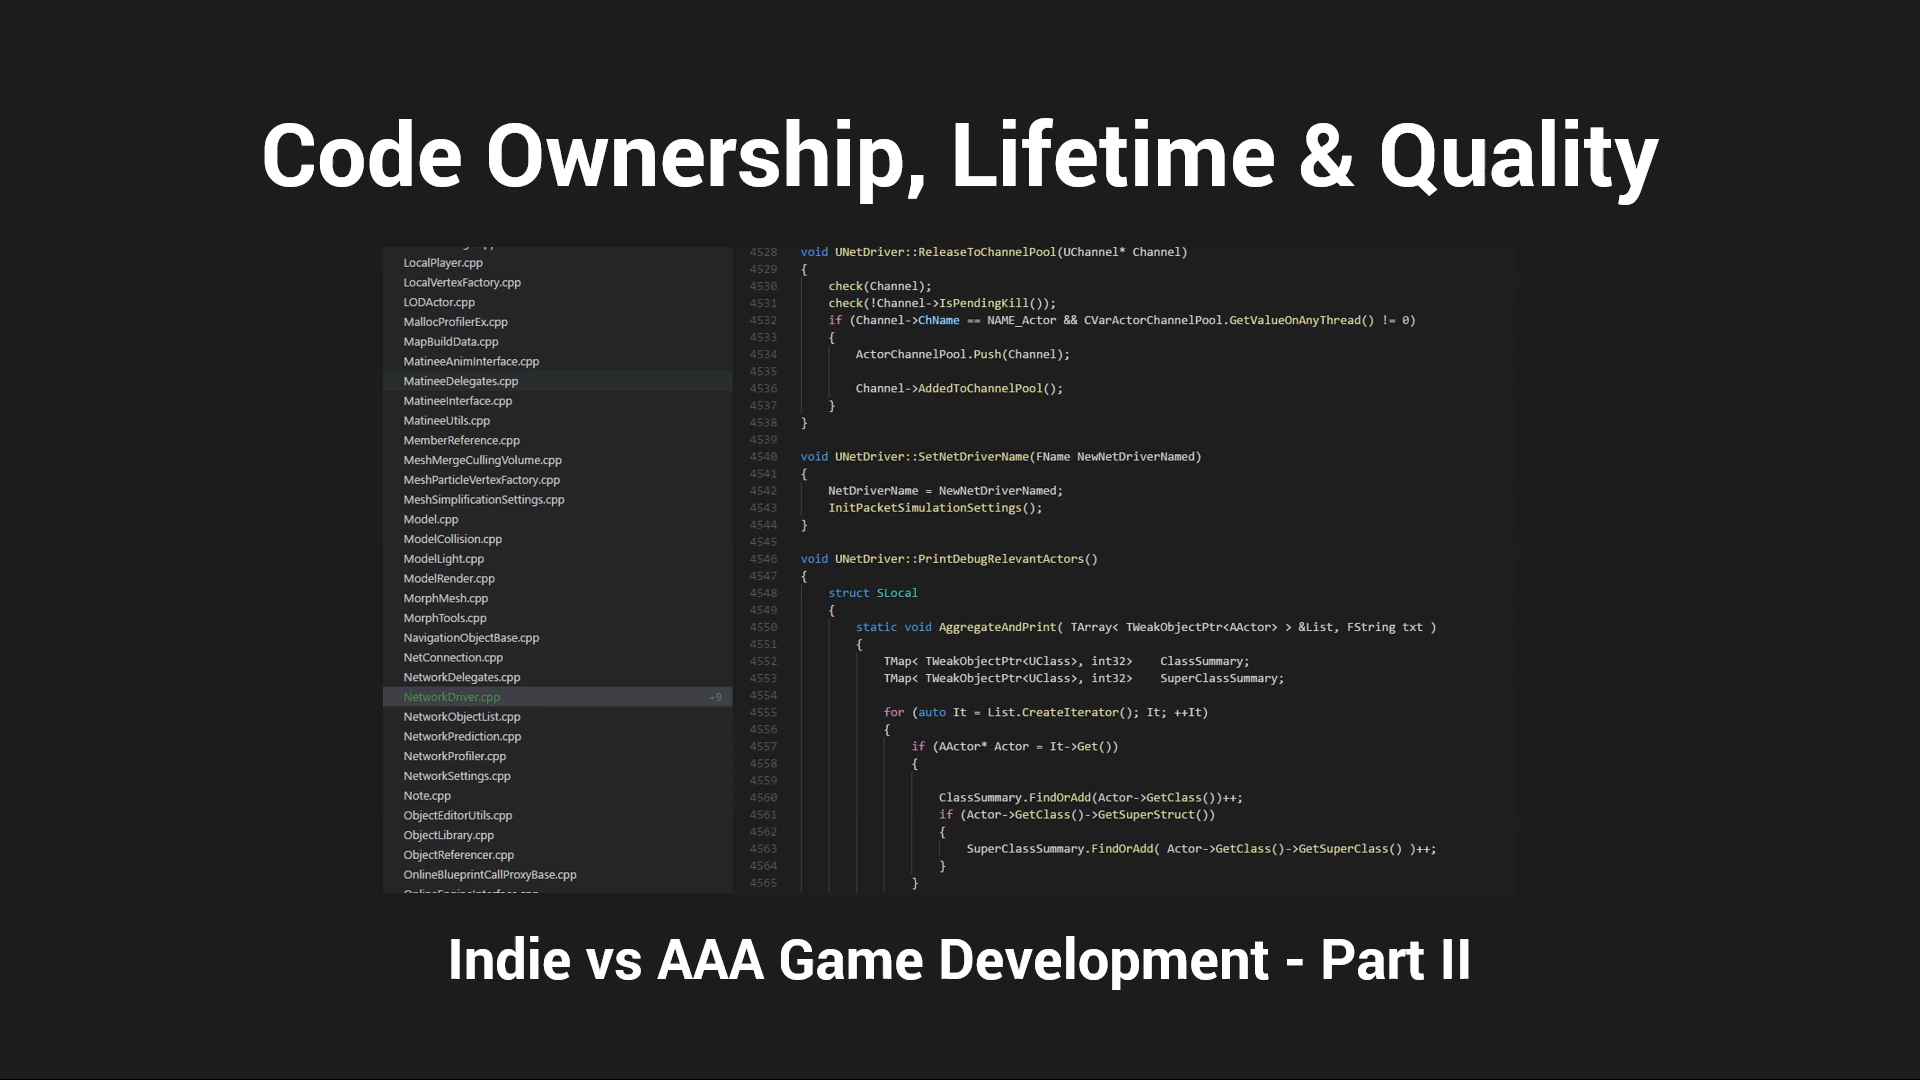 Code Ownership, Lifetime & Quality
LocalPlayer.cpp
LocalVertexFactory.cpp
LODActor.cpp
MallocProfilerEx.cpp
MapBuildData.cpp
MatineeAnimInterface.cpp
MatineeDelegates.cpp
MatineeInterface.cpp
MatineeUtils.cpp
MemberReference.cpp
MeshMergeCullingVolume.cpp
MeshParticleVertexFactory.cpp
MeshSimplificationSettings.cpp
Model.cpp
ModelCollision.cpp
ModelLight.cpp
ModelRender.cpp
MorphMesh.cpp
MorphTools.cpp
NavigationObjectBase.cpp
NetConnection.cpp
NetworkDelegates.cpp
NetworkDriver.cpp +9
NetworkObjectList.cpp
NetworkPrediction.cpp
NetworkProfiler.cpp
NetworkSettings.cpp
Note.cpp
ObjectEditorUtils.cpp
ObjectLibrary.cpp
ObjectReferencer.cpp
OnlineBlueprintCallProxyBase.cpp
4528 void UNetDriver::ReleaseToChannelPool(UChannel* Channel)
4529 {
4530 check(Channel);
4531 check(!Channel->IsPendingKill());
4532 if (Channel->ChName == NAME_Actor && CVarActorChannelPool.GetValueOnAnyThread() != 0)
4533 {
4534 ActorChannelPool.Push(Channel);
4535
4536 Channel->AddedToChannelPool();
4537 }
4538 }
4539
4540 void UNetDriver::SetNetDriverName(FName NewNetDriverNamed)
4541 {
4542 NetDriverName = NewNetDriverNamed;
4543 InitPacketSimulationSettings();
4544 }
4545
4546 void UNetDriver::PrintDebugRelevantActors()
4547 {
4548 struct SLocal
4549 {
4550 static void AggregateAndPrint( TArray< TWeakObjectPtr<AActor> > &List, FString txt )
4551 {
4552 TMap< TWeakObjectPtr<UClass>, int32> ClassSummary;
4553 TMap< TWeakObjectPtr<UClass>, int32> SuperClassSummary;
4554
4555 for (auto It = List.CreateIterator(); It; ++It)
4556 {
4557 if (AActor* Actor = It->Get())
4558 {
4559
4560 ClassSummary.FindOrAdd(Actor->GetClass())++;
4561 if (Actor->GetClass()->GetSuperStruct())
4562 {
4563 SuperClassSummary.FindOrAdd( Actor->GetClass()->GetSuperClass() )++;
4564 }
4565 }
Indie vs AAA Game Development - Part II